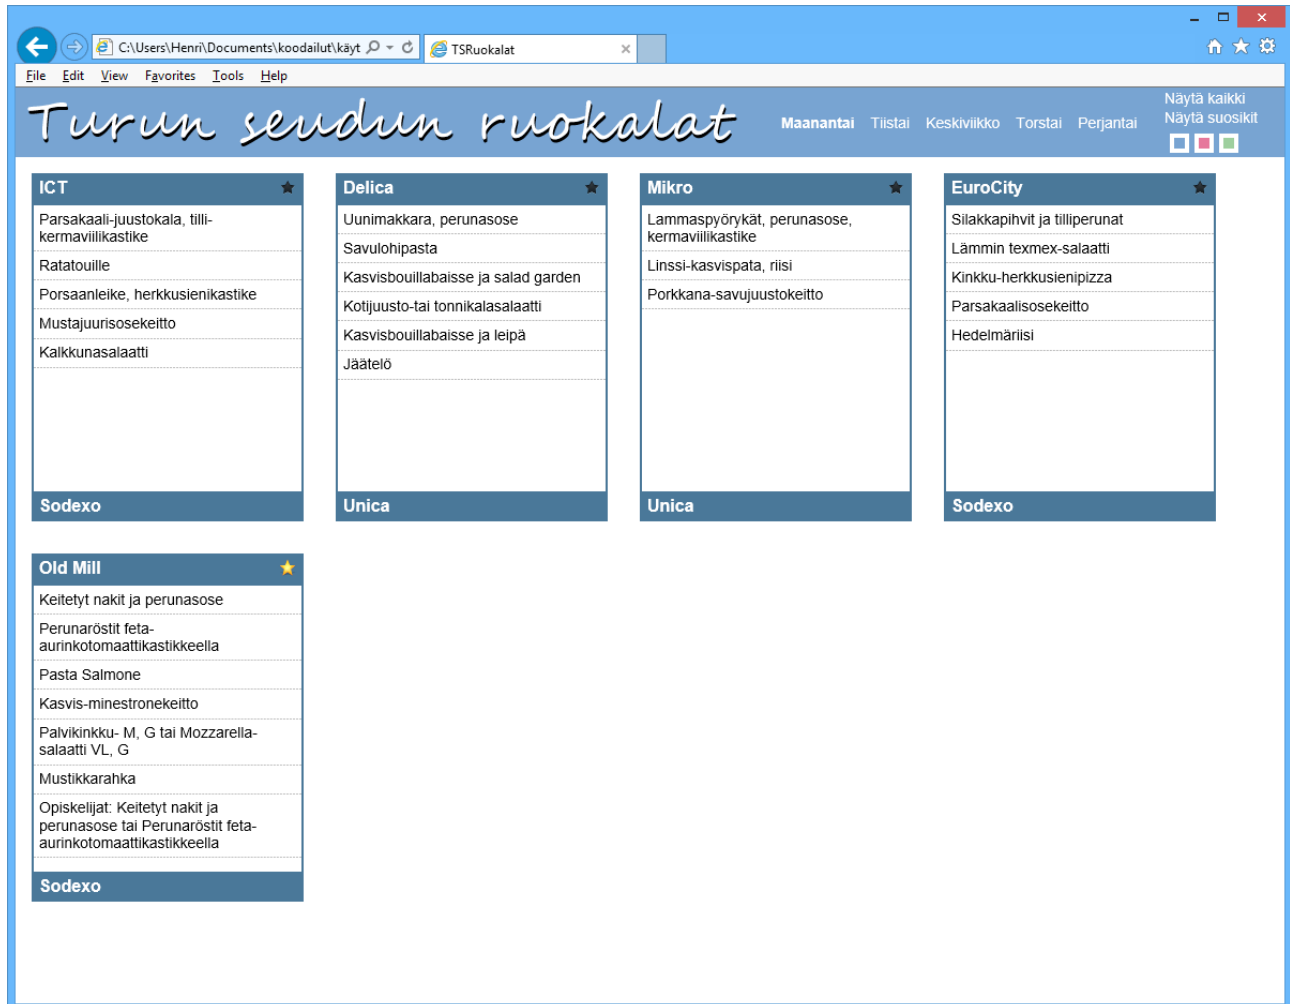 C:\Users\Henri\Documents\koodailut\käyt
TSRuokalat
File Edit View Favorites Tools Help
Turun seudun ruokalat
Maanantai Tiistai Keskiviikko Torstai Perjantai
Näytä kaikki
Näytä suosikit
ICT
Parsakaali-juustokala, tilli-
kermaviilikastike
Ratatouille
Porsaanleike, herkkusienikastike
Mustajuurisosekeitto
Kalkkunasalaatti
Sodexo
Delica
Uunimakkara, perunasose
Savulohipasta
Kasvisbouillabaisse ja salad garden
Kotijuusto-tai tonnikalasalaatti
Kasvisbouillabaisse ja leipä
Jäätelö
Unica
Mikro
Lammaspyörykät, perunasose,
kermaviilikastike
Linssi-kasvispata, riisi
Porkkana-savujuustokeitto
Unica
EuroCity
Silakkapihvit ja tilliperunat
Lämmin texmex-salaatti
Kinkku-herkkusienipizza
Parsakaalisosekeitto
Hedelmäriisi
Sodexo
Old Mill
Keitetyt nakit ja perunasose
Perunaröstit feta-
aurinkotomaattikastikkeella
Pasta Salmone
Kasvis-minestronekeitto
Palvikinkku- M, G tai Mozzarella-
salaatti VL, G
Mustikkarahka
Opiskelijat: Keitetyt nakit ja
perunasose tai Perunaröstit feta-
aurinkotomaattikastikkeella
Sodexo